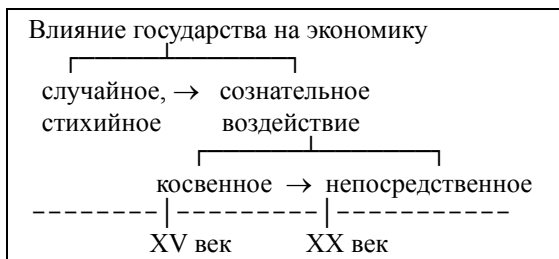 Влияние государства на экономику
случайное, → сознательное
стихийное воздействие
косвенное → непосредственное
XV век XX век